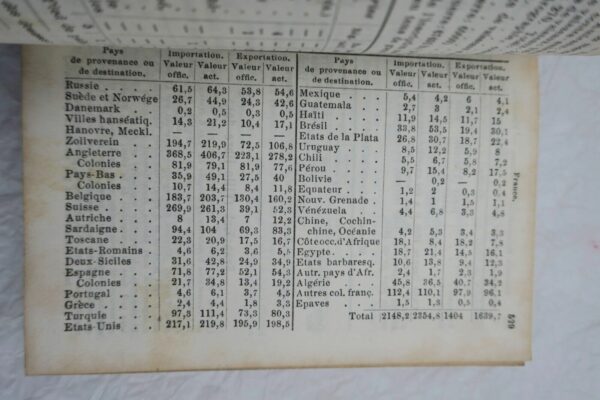 Pays
de provenance ou
de destination.
Importation. Exportation.
Valeur Valeur Valeur Valeur
offic. act. offic. act.
Russie . . . 61,5 64,3 53,8 54,6
Suède et Norwége 26,7 44,9 24,3 42,6
Danemark . . 0,2 0,5 0,3 0,5
Villes hanséatiq. 14,3 21,2 10,4 17,1
Hanovre, Meckl. — — — —
Zollverein . . 194,7 219,9 72,5 106,8
Angleterre . . 368,5 406,7 223,1 278,2
Colonies . . 81,9 79,1 81,9 77,6
Pays-Bas . . 35,9 49,1 27,5 40
Colonies . . 10,7 14,4 8,4 11,8
Belgique . . 183,7 203,7 130,4 160,2
Suisse . . . 269,9 261,3 39,1 52,3
Autriche . . 8 13,4 7 12,2
Sardaigne . . 94,4 104 69,3 83,3
Toscane . . 22,3 20,9 17,5 16,7
Etats-Romains . 4,6 6,2 3,6 5,5
Deux-Siciles . 31,6 42,8 24,9 34,9
Espagne . . 71,8 77,2 52,1 54,3
Colonies . . 21,7 34,8 13,4 19,2
Portugal . . 4,6 6,1 3,7 4,5
Grèce . . . 2,4 4,4 1,8 3,3
Turquie . . . 97,3 111,4 73,3 80,3
Etats-Unis . . 217,1 219,8 195,9 198,5
Pays
de provenance ou
de destination.
Importation. Exportation.
Valeur Valeur Valeur Valeur
offic. act. offic. act.
Mexique . . . 5,4 4,2 6 4,1
Guatemala . . 2,7 3 2,1 2,4
Haïti . . . 11,9 14,5 11,7 15
Brésil . . . 33,8 53,5 19,4 30,1
Etats de la Plata 26,8 30,7 18,7 22,4
Uruguay . . . 8,5 12,2 5,9 8
Chili . . . 5,5 6,7 5,8 7,2
Pérou . . . 9,7 15,4 8,2 17,5
Bolivie . . . — 0,2 — 0,2
Equateur . . 1,2 2 0,3 0,4
Nouv. Grenade . 1,4 1 1,5 1,1
Vénézuela . . 4,4 6,8 3,3 4,8
Chine, Cochin-
chine, Océanie 4,2 5,3 3,4 3,3
Côte occ. d'Afrique 18,1 8,4 18,2 7,8
Egypte . . . 18,7 21,4 14,5 16,1
Etats barbaresq. 10,6 13,8 9,4 12,3
Autr. pays d'Afr. 2,4 1,7 2,3 1,9
Algérie . . . 45,8 36,5 40,7 34,2
Autres col. franç. 112,4 110,1 97,9 96,1
Epaves . . . 1,5 1,3 0,5 0,4
Total 2148,2 2354,8 1404 1639,7
France.